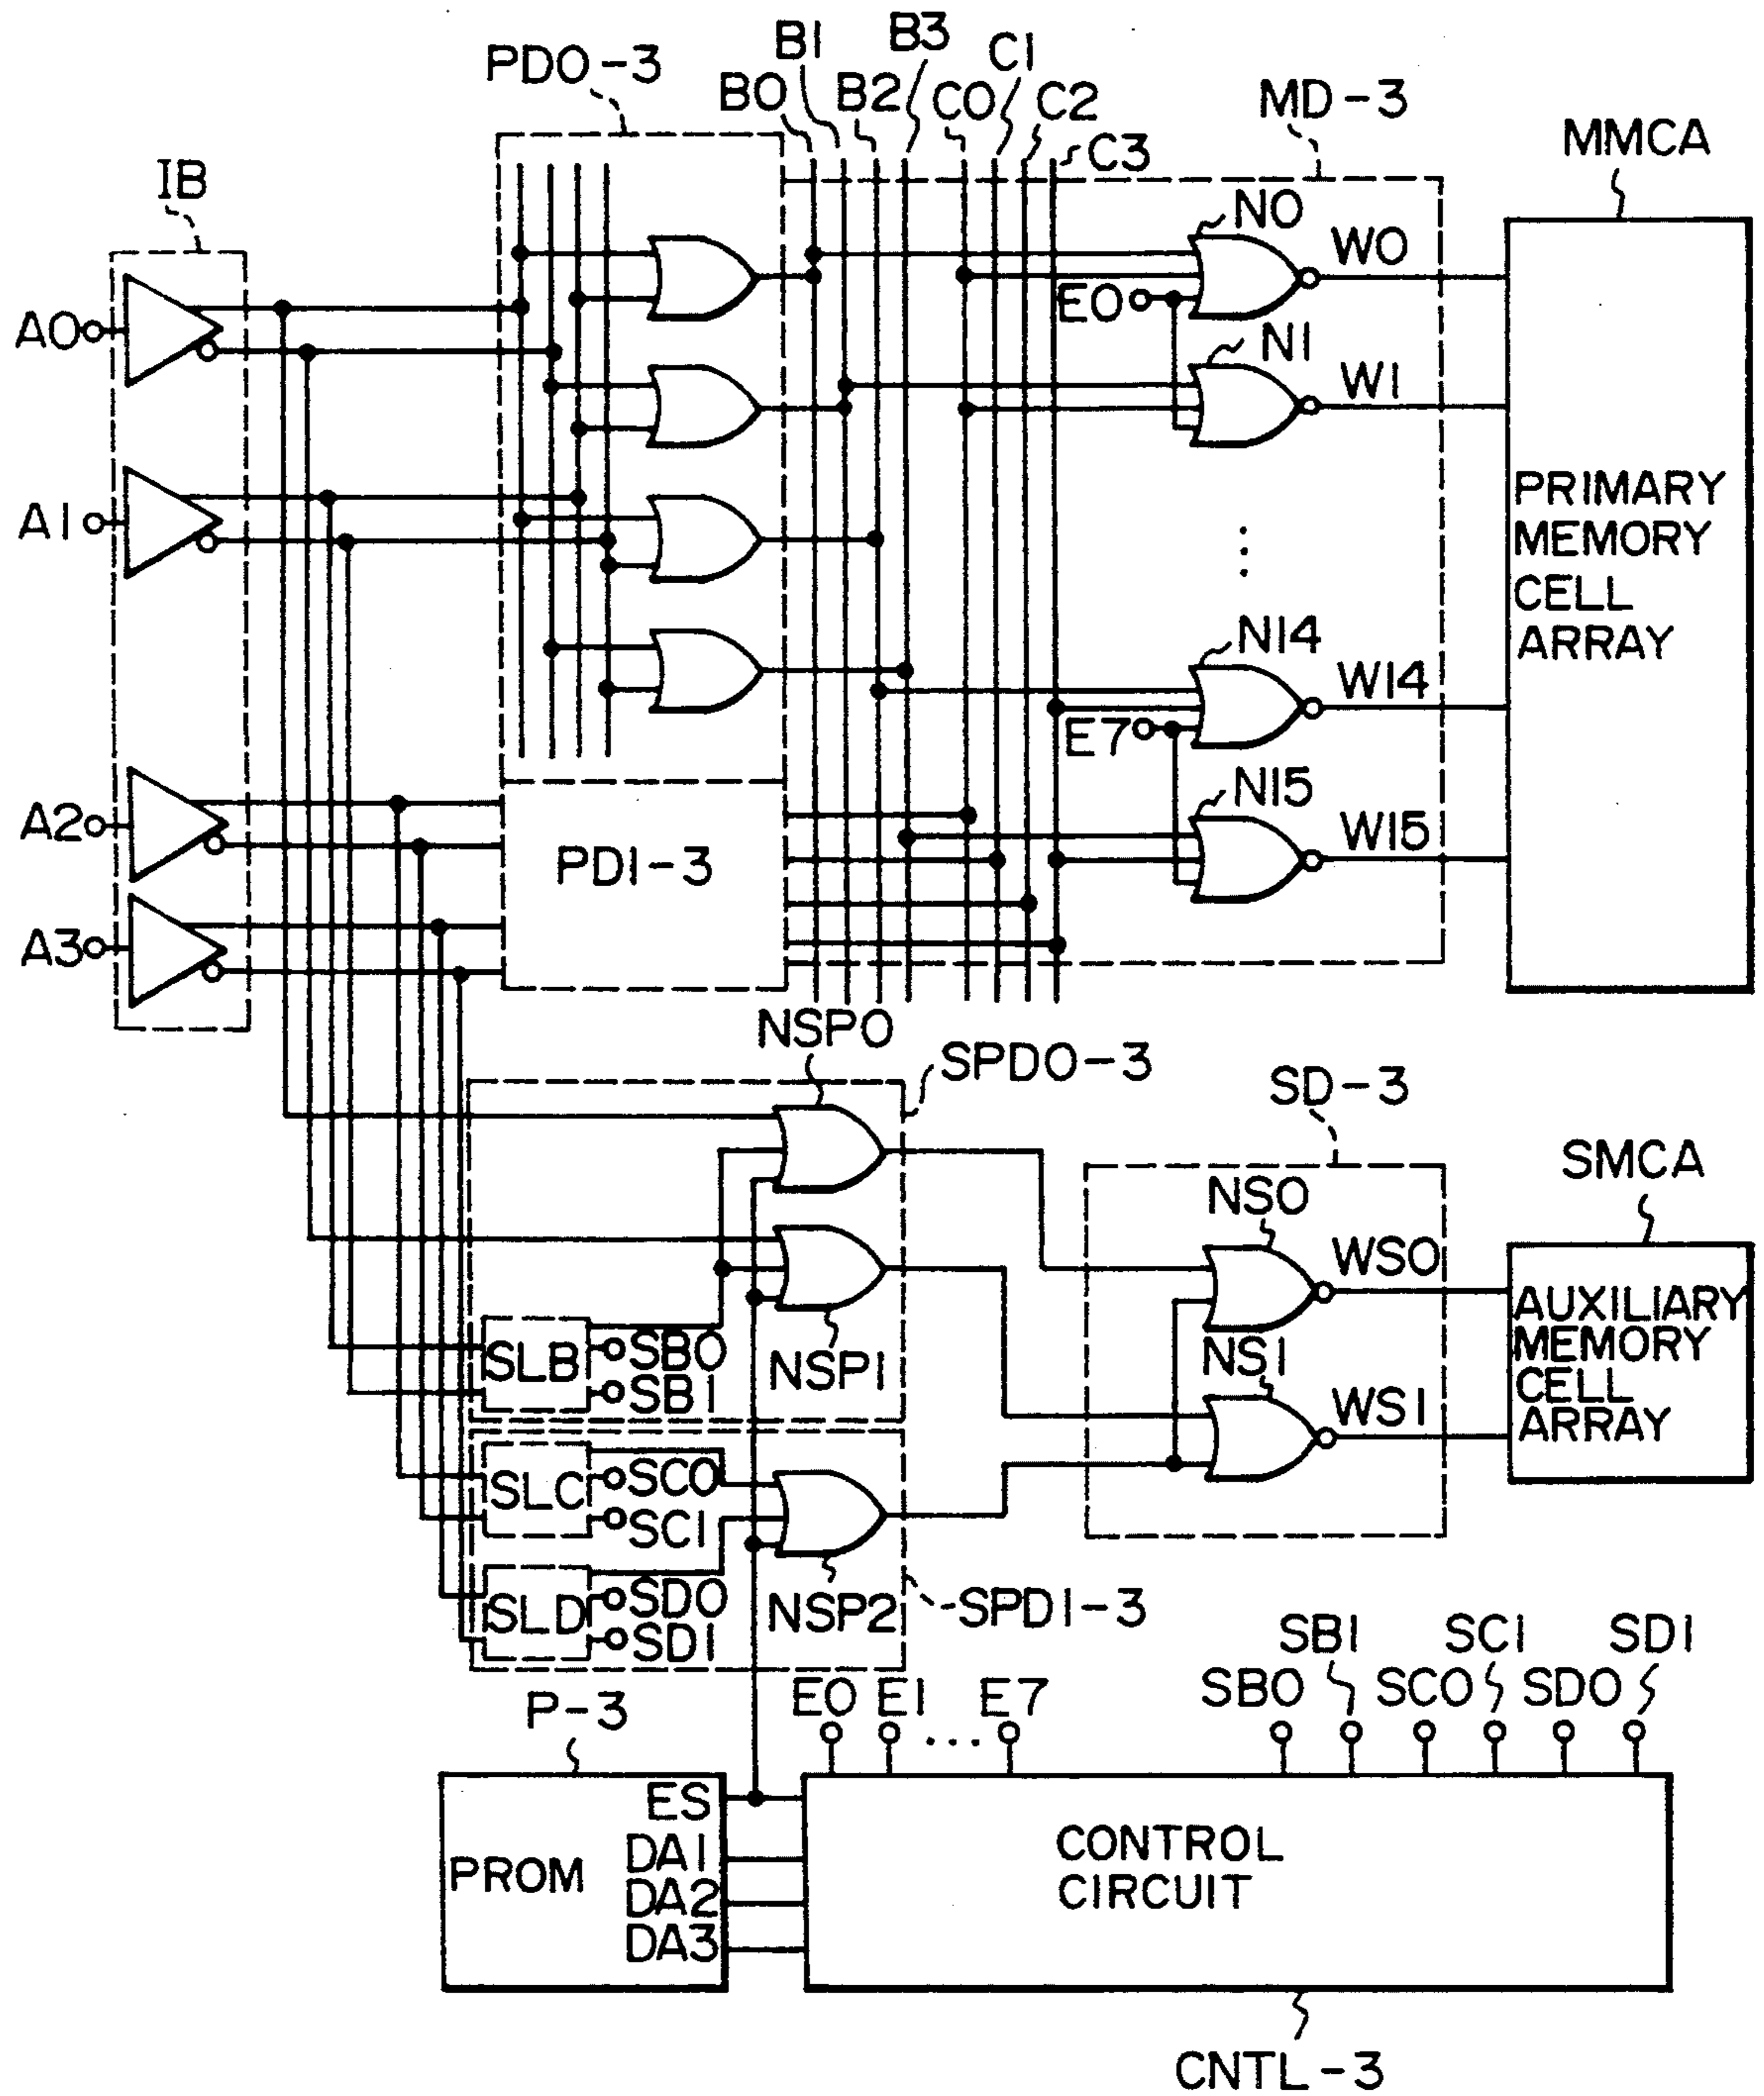 B1
B3
C1
PD0-3
B0
B2
C0
C2
MD-3
C3
MMCA
IB
N0
W0
A0
E0
N1
W1
A1
PRIMARY
MEMORY
CELL
ARRAY
N14
W14
E7
N15
W15
A2
PD1-3
A3
NSP0
SPD0-3
SD-3
SMCA
NS0
WS0
AUXILIARY
MEMORY
CELL
ARRAY
SLB
SB0
SB1
NSP1
NS1
WS1
SLC
SC0
SC1
SLD
SD0
SD1
NSP2
SPD1-3
P-3
E0
E1
...
E7
SB1
SC1
SD1
SB0
SC0
SD0
PROM
ES
DA1
DA2
DA3
CONTROL
CIRCUIT
CNTL-3